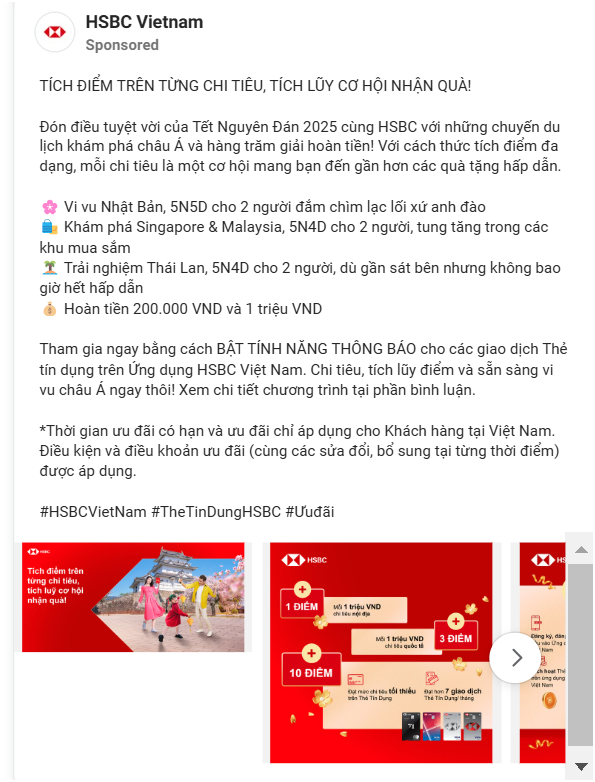 HSBC Vietnam
Sponsored
TÍCH ĐIỂM TRÊN TỪNG CHI TIÊU, TÍCH LŨY CƠ HỘI NHẬN QUÀ!
Đón điều tuyệt vời của Tết Nguyên Đán 2025 cùng HSBC với những chuyến du
lịch khám phá châu Á và hàng trăm giải hoàn tiền! Với cách thức tích điểm đa
dạng, mỗi chi tiêu là một cơ hội mang bạn đến gần hơn các quà tặng hấp dẫn.
🌸 Vi vu Nhật Bản, 5N5D cho 2 người đắm chìm lạc lối xứ anh đào
🛍️ Khám phá Singapore & Malaysia, 5N4D cho 2 người, tung tăng trong các
khu mua sắm
🏝️ Trải nghiệm Thái Lan, 5N4D cho 2 người, dù gần sát bên nhưng không bao
giờ hết hấp dẫn
💰 Hoàn tiền 200.000 VND và 1 triệu VND
Tham gia ngay bằng cách BẬT TÍNH NĂNG THÔNG BÁO cho các giao dịch Thẻ
tín dụng trên Ứng dụng HSBC Việt Nam. Chi tiêu, tích lũy điểm và sẵn sàng vi
vu châu Á ngay thôi! Xem chi tiết chương trình tại phần bình luận.
*Thời gian ưu đãi có hạn và ưu đãi chỉ áp dụng cho Khách hàng tại Việt Nam.
Điều kiện và điều khoản ưu đãi (cùng các sửa đổi, bổ sung tại từng thời điểm)
được áp dụng.
#HSBCVietNam #TheTinDungHSBC #Ưuđãi
HSBC
Tích điểm trên
từng chi tiêu,
tích luỹ cơ hội
nhận quà!
HSBC
1 ĐIỂM
Mỗi 1 triệu VND
chi tiêu nội địa
Mỗi 1 triệu VND
chi tiêu quốc tế
3 ĐIỂM
10 ĐIỂM
Đạt mức chi tiêu tối thiểu
trên Thẻ Tín Dụng
Đạt hơn 7 giao dịch
Thẻ Tín Dụng/ tháng
HSBC
Đăng ký, đăn
Việt Nam